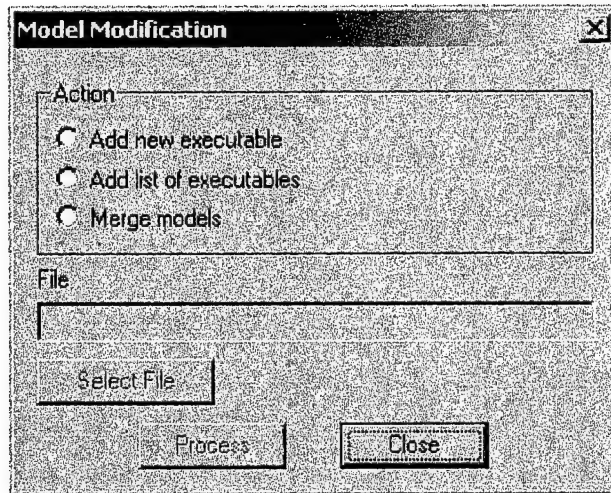 Model Modification
Action
Add new executable
Add list of executables
Merge models
File
Select File
Process
Close